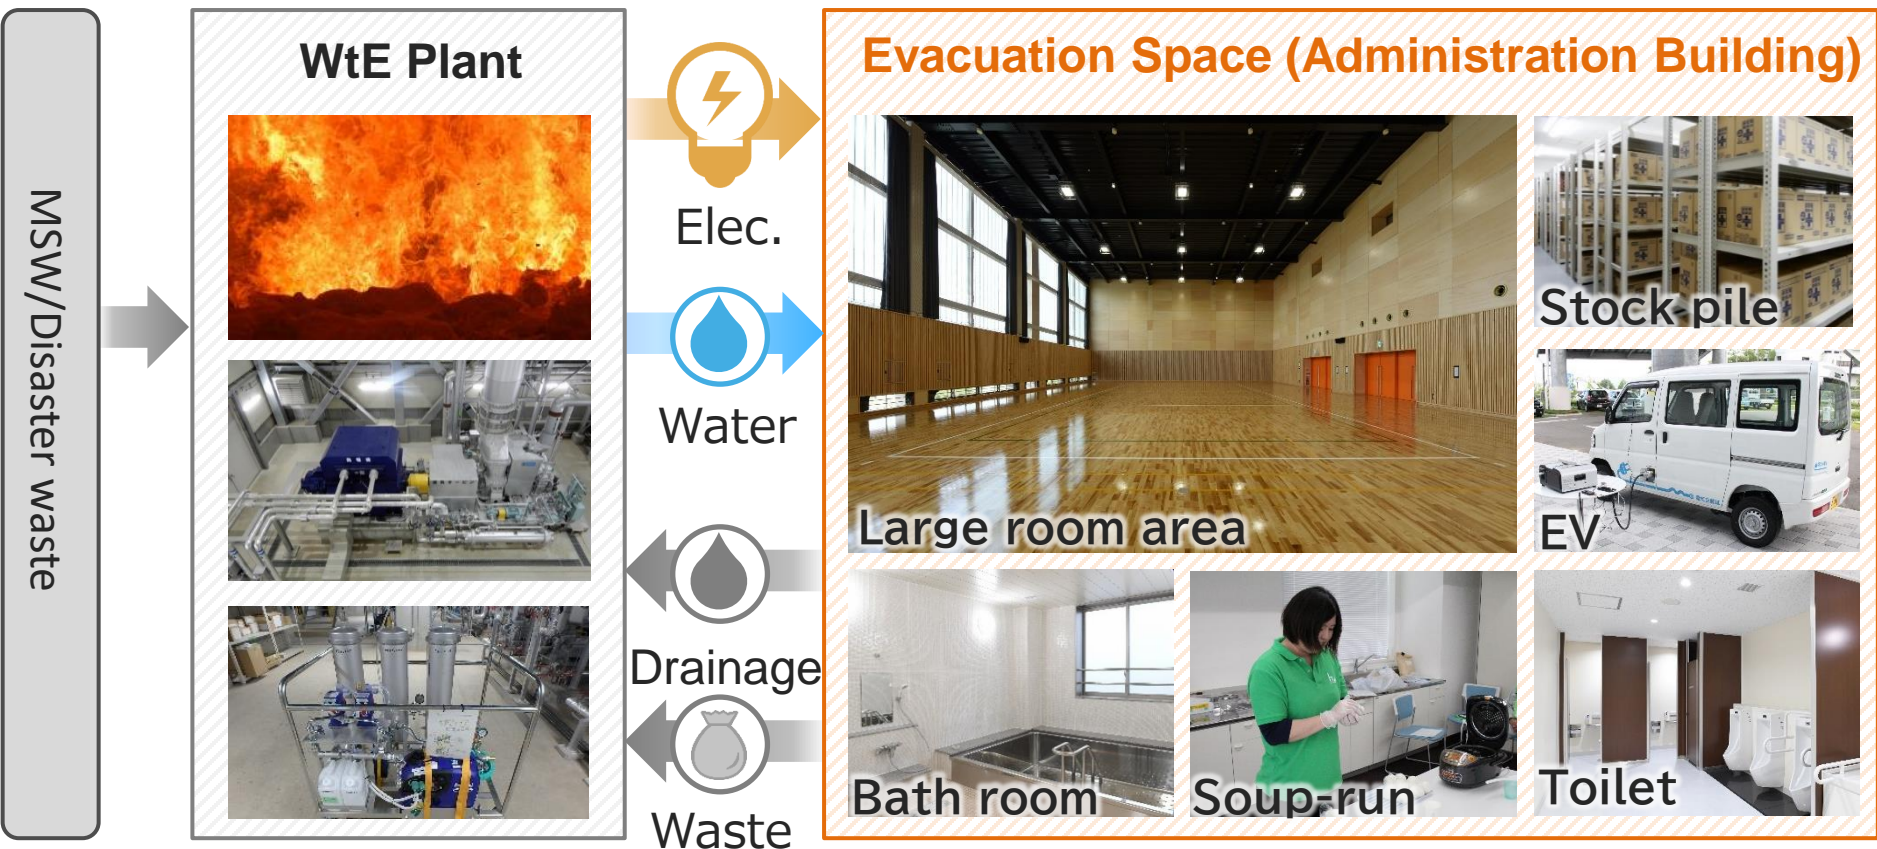 MSW/Disaster waste
WtE Plant
Elec.
Water
Drainage
Waste
Evacuation Space (Administration Building)
Large room area
Stock pile
EV
Bath room
Soup-run
Toilet